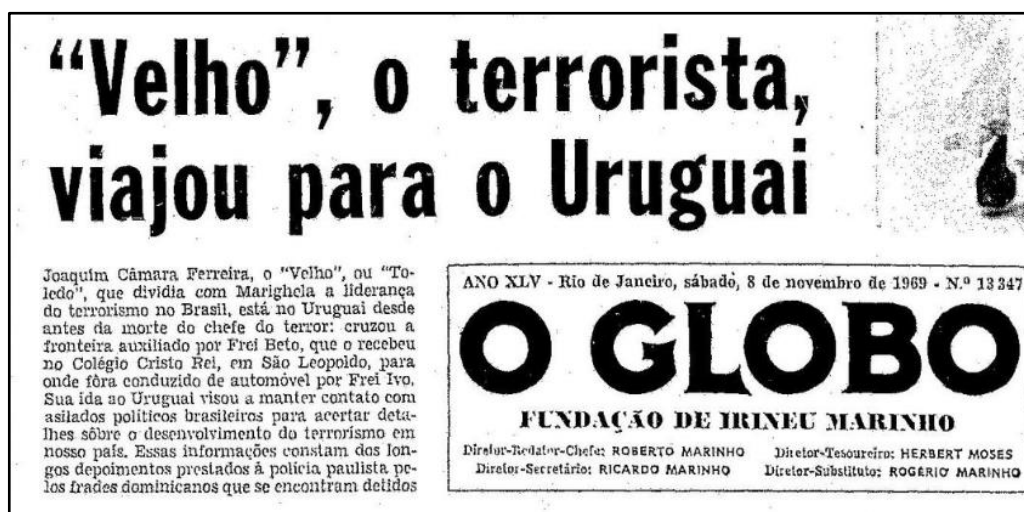 “Velho”, o terrorista,
viajou para o Uruguai
Joaquim Câmara Ferreira, o “Velho”, ou “To-
ledo”, que dividia com Marighela a liderança
do terrorismo no Brasil, está no Uruguai desde
antes da morte do chefe do terror: cruzou a
fronteira auxiliado por Frei Beto, que o recebeu
no Colégio Cristo Rei, em São Leopoldo, para
onde fôra conduzido de automóvel por Frei Ivo.
Sua ida ao Uruguai visou a manter contato com
asilados políticos brasileiros para acertar deta-
lhes sôbre o desenvolvimento do terrorismo em
nosso país. Essas informações constam dos lon-
gos depoimentos prestados à polícia paulista pe-
los frades dominicanos que se encontram detidos
ANO XLV - Rio de Janeiro, sábado, 8 de novembro de 1969 - N.º 13 347
O GLOBO
FUNDAÇÃO DE IRINEU MARINHO
Diretor-Redator-Chefe: ROBERTO MARINHO Diretor-Tesoureiro: HERBERT MOSES
Diretor-Secretário: RICARDO MARINHO Diretor-Substituto: ROGÉRIO MARINHO